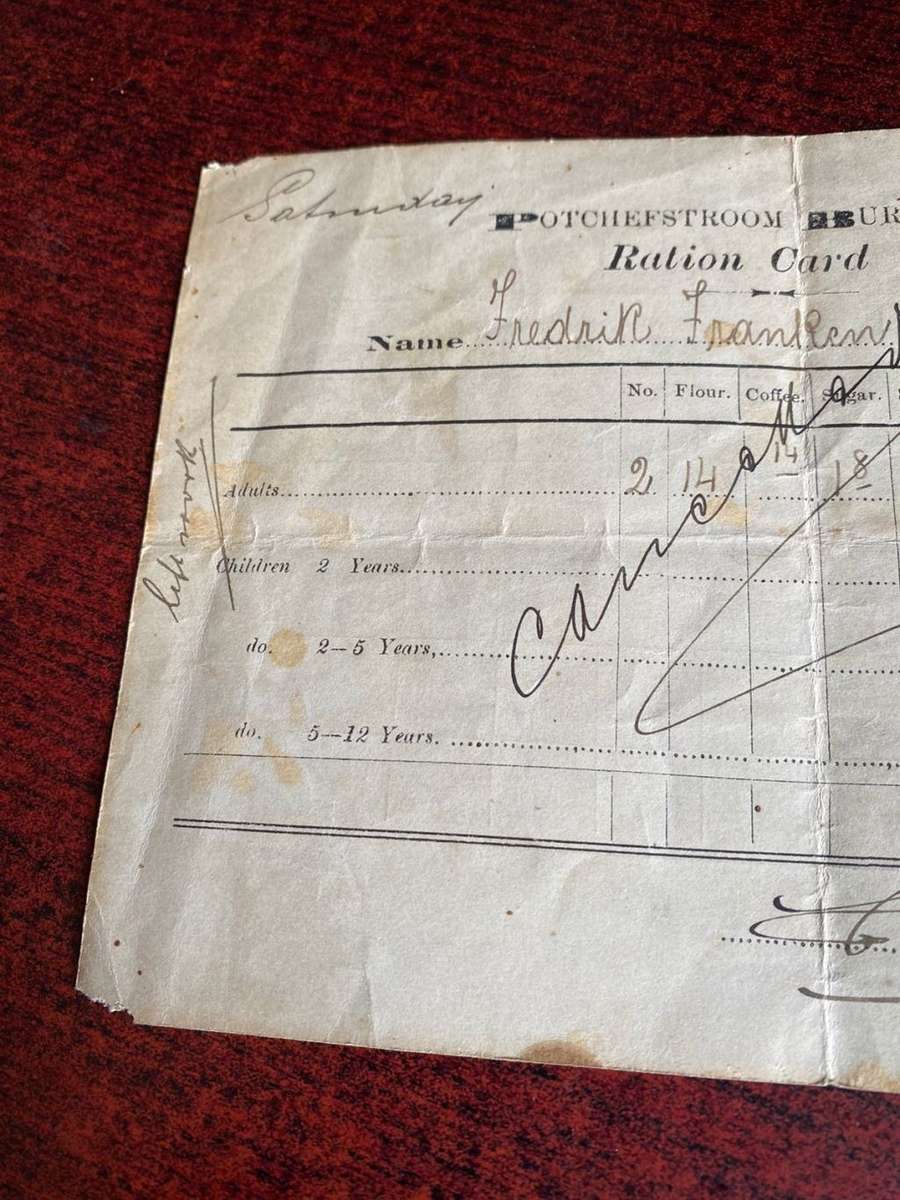 Saturday
POTCHEFSTROOM BUR
Ration Card
Name Fredrik Franken
No. Flour. Coffee. Sugar.
Adults 2 14 14 18
Children 2 Years
do. 2—5 Years,
do. 5—12 Years.
Cancelled